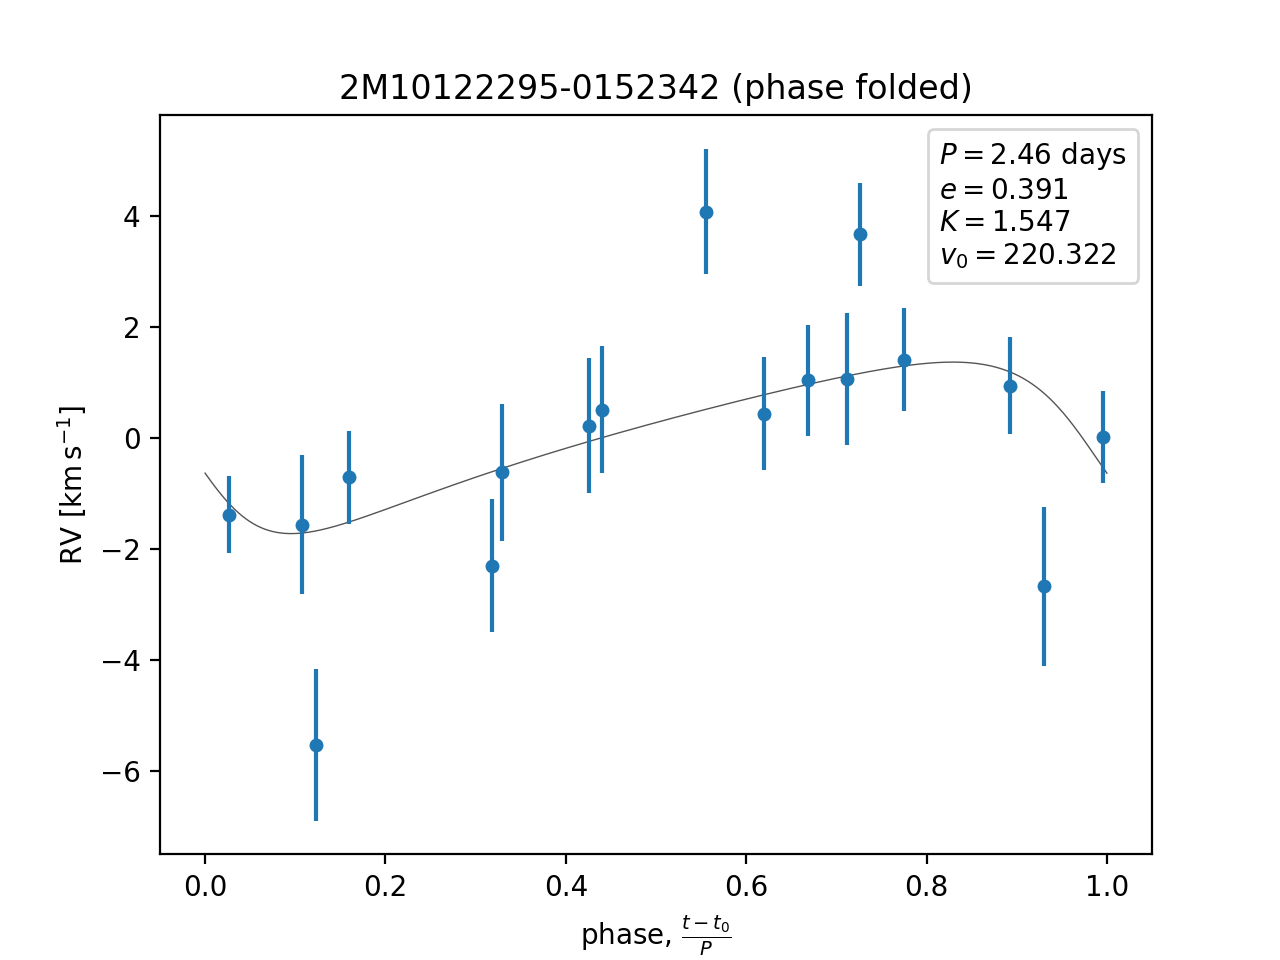 2M10122295-0152342 (phase folded)
P = 2.46 days
e = 0.391
K = 1.547
v₀ = 220.322
4
2
0
−2
−4
−6
RV [km s⁻¹]
0.0 0.2 0.4 0.6 0.8 1.0
phase, (t − t₀)/P